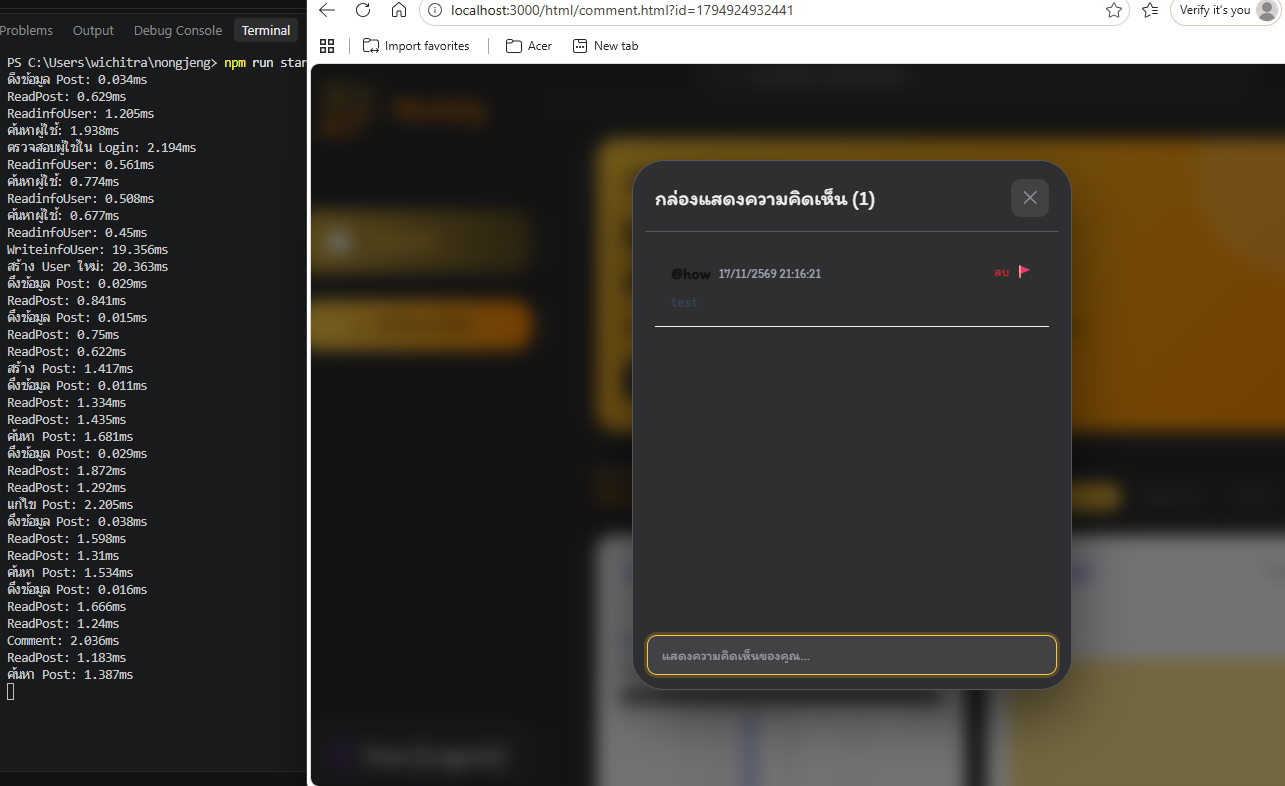 Problems Output Debug Console Terminal
PS C:\Users\wichitra\nongjeng> npm run star
ดึงข้อมูล Post: 0.034ms
ReadPost: 0.629ms
ReadinfoUser: 1.205ms
ค้นหาผู้ใช้: 1.938ms
ตรวจสอบผู้ใช้ใน Login: 2.194ms
ReadinfoUser: 0.561ms
ค้นหาผู้ใช้: 0.774ms
ReadinfoUser: 0.508ms
ค้นหาผู้ใช้: 0.677ms
ReadinfoUser: 0.45ms
WriteinfoUser: 19.356ms
สร้าง User ใหม่: 20.363ms
ดึงข้อมูล Post: 0.029ms
ReadPost: 0.841ms
ดึงข้อมูล Post: 0.015ms
ReadPost: 0.75ms
ReadPost: 0.622ms
สร้าง Post: 1.417ms
ดึงข้อมูล Post: 0.011ms
ReadPost: 1.334ms
ReadPost: 1.435ms
ค้นหา Post: 1.681ms
ดึงข้อมูล Post: 0.029ms
ReadPost: 1.872ms
ReadPost: 1.292ms
แก้ไข Post: 2.205ms
ดึงข้อมูล Post: 0.038ms
ReadPost: 1.598ms
ReadPost: 1.31ms
ค้นหา Post: 1.534ms
ดึงข้อมูล Post: 0.016ms
ReadPost: 1.666ms
ReadPost: 1.24ms
Comment: 2.036ms
ReadPost: 1.183ms
ค้นหา Post: 1.387ms
localhost:3000/html/comment.html?id=1794924932441
Verify it's you
Import favorites Acer New tab
กล่องแสดงความคิดเห็น (1)
@how 17/11/2569 21:16:21 ลบ
test
แสดงความคิดเห็นของคุณ...